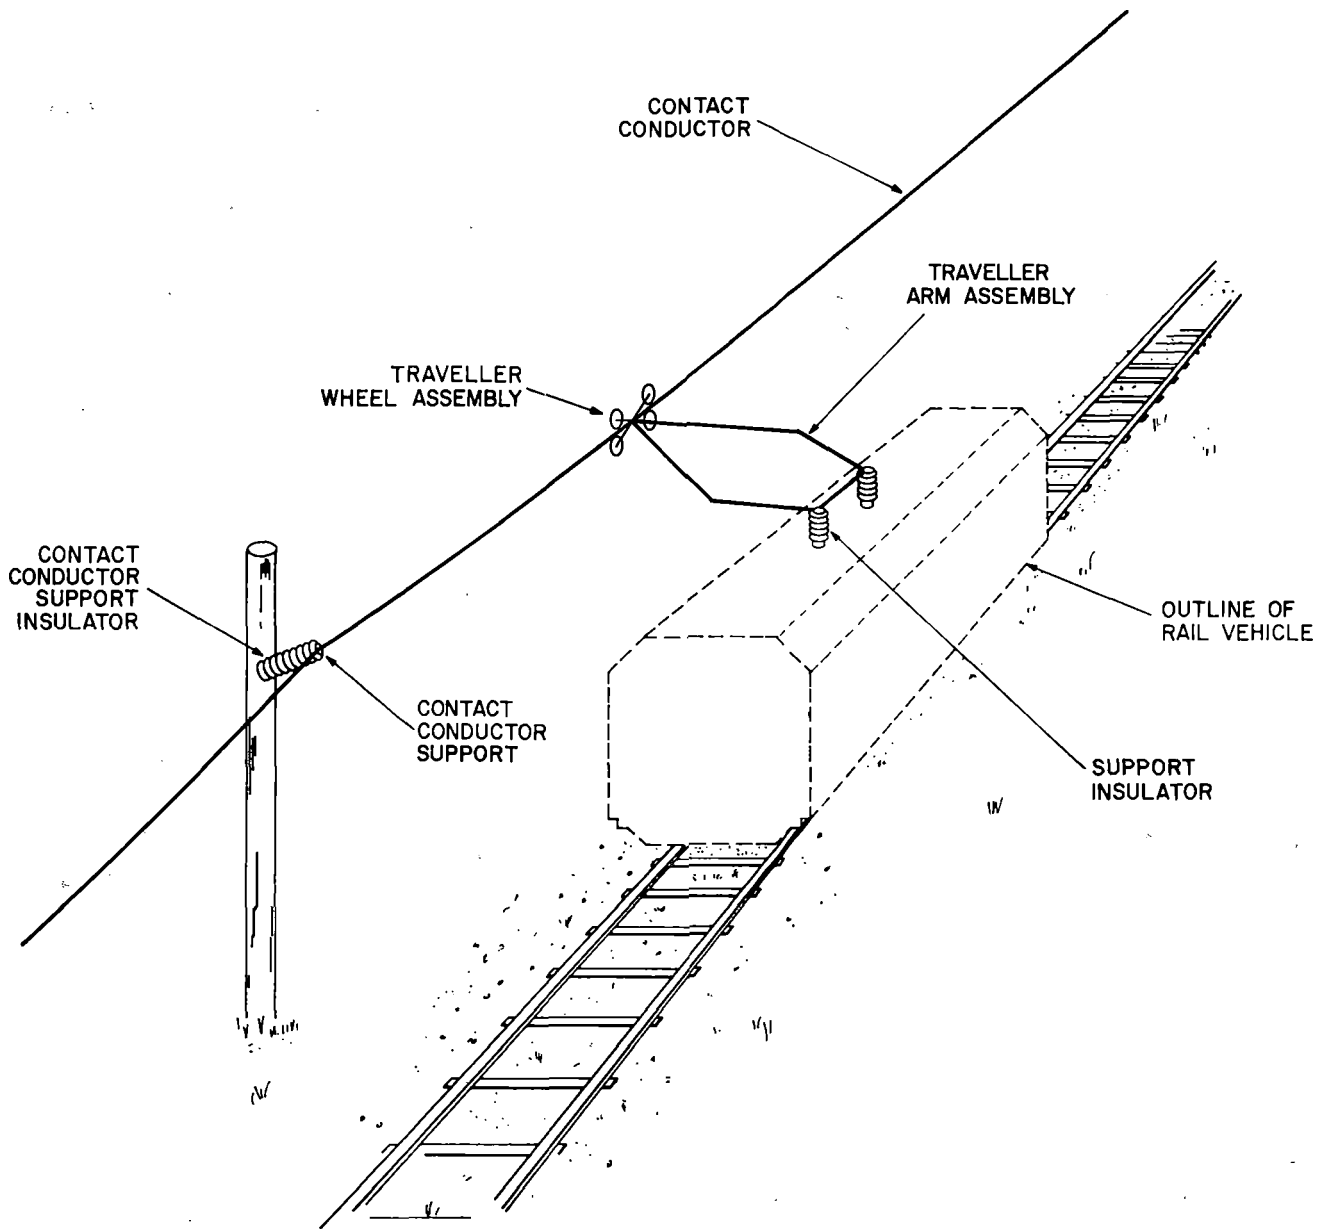 CONTACT
CONDUCTOR
TRAVELLER
ARM ASSEMBLY
TRAVELLER
WHEEL ASSEMBLY
CONTACT
CONDUCTOR
SUPPORT
INSULATOR
OUTLINE OF
RAIL VEHICLE
CONTACT
CONDUCTOR
SUPPORT
SUPPORT
INSULATOR